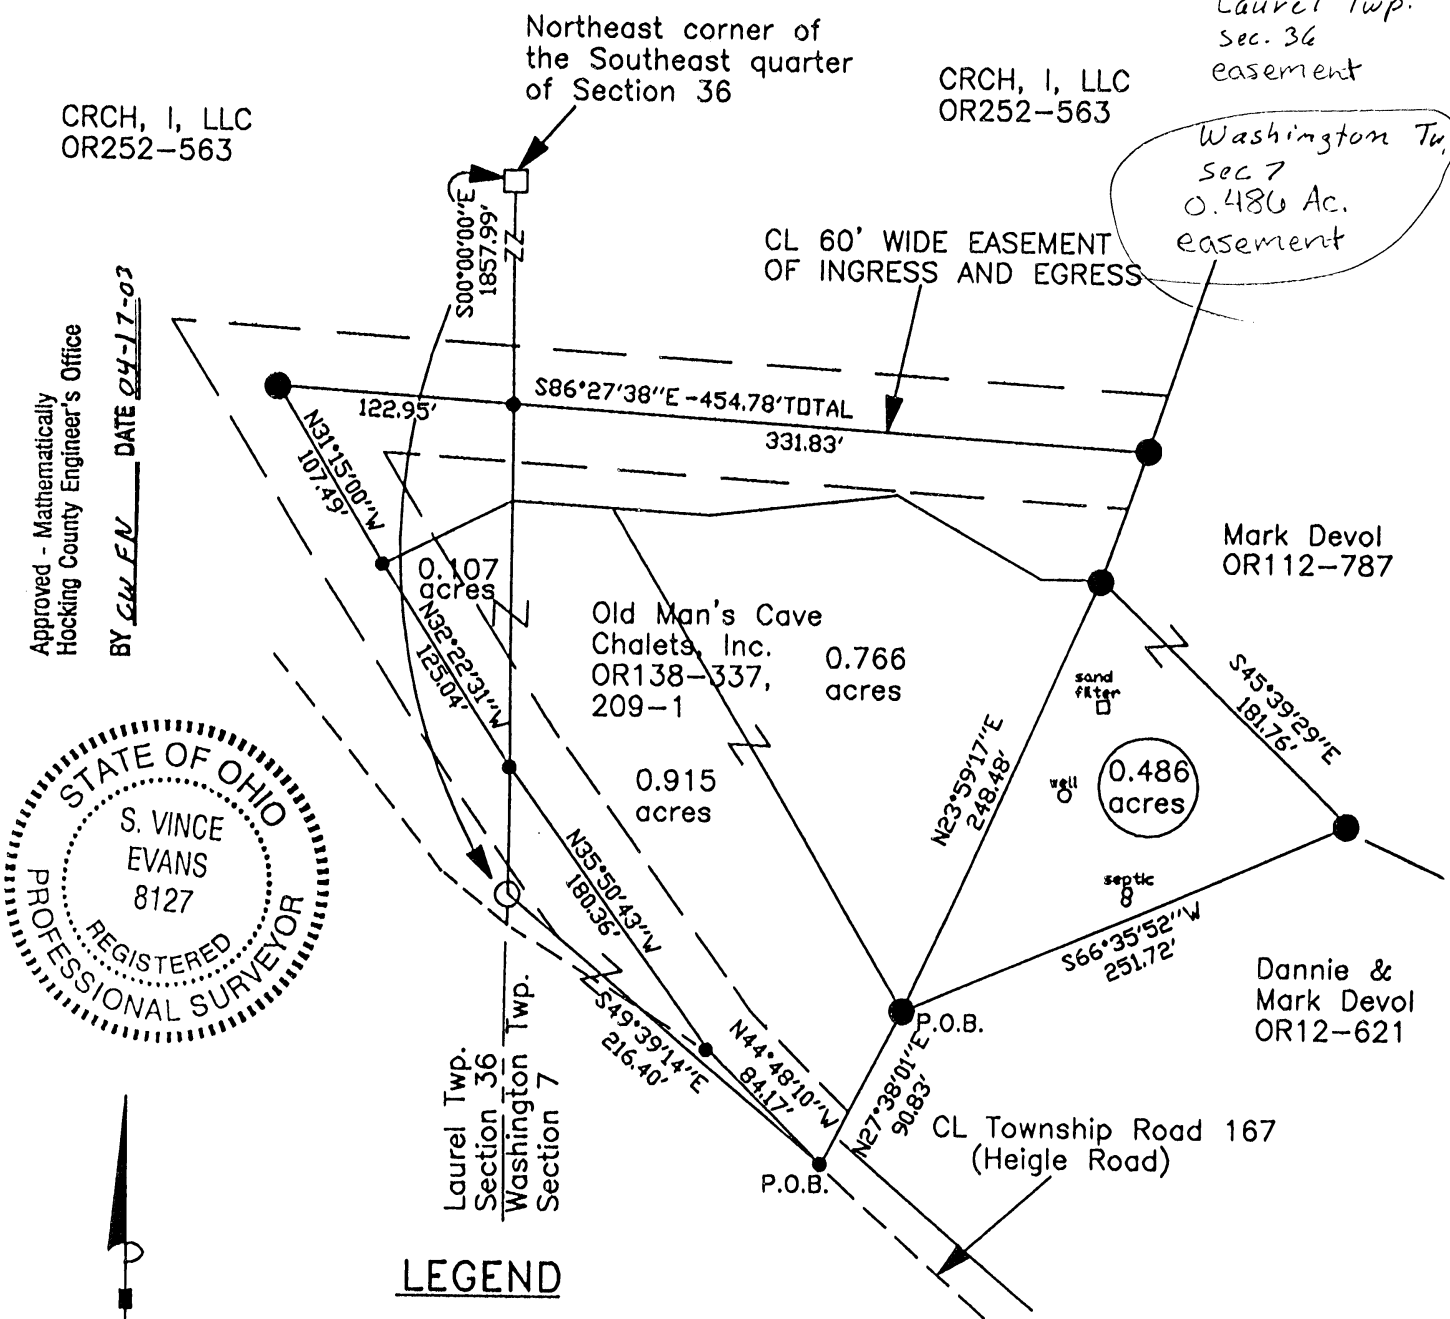 Northeast corner of
the Southeast quarter
of Section 36
CRCH, I, LLC
OR252-563
CRCH, I, LLC
OR252-563
Laurel Twp.
Sec. 36
easement
Washington Tw.
Sec 7
0.486 Ac.
easement
CL 60' WIDE EASEMENT
OF INGRESS AND EGRESS
S00°00'00"E
1857.99'
Approved - Mathematically
Hocking County Engineer's Office
BY CW FN DATE 04-17-03
S86°27'38"E-454.78'TOTAL
122.95'
331.83'
N31°15'00"W
107.49'
0.107
acres
N32°22'31"W
125.04'
Old Man's Cave
Chalets, Inc.
OR138-337,
209-1
0.766
acres
0.915
acres
Mark Devol
OR112-787
sand
filter
well
0.486
acres
septic
S45°39'29"E
181.76'
N23°59'17"E
248.48'
S66°35'52"W
251.72'
Dannie &
Mark Devol
OR12-621
STATE OF OHIO
S. VINCE
EVANS
8127
REGISTERED
PROFESSIONAL SURVEYOR
N35°50'43"W
180.36'
S49°39'14"E
216.40'
N44°48'10"W
84.17'
N27°38'01"E
90.83'
P.O.B.
P.O.B.
Laurel Twp.
Section 36
Washington Twp.
Section 7
CL Township Road 167
(Heigle Road)
LEGEND